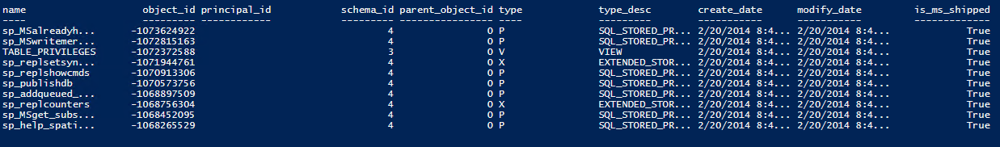 name object_id principal_id schema_id parent_object_id type type_desc create_date modify_date is_ms_shipped
---- --------- ------------ --------- ---------------- ---- --------- ----------- ----------- -------------
sp_MSalreadyh... -1073624922 4 0 P SQL_STORED_PR... 2/20/2014 8:4... 2/20/2014 8:4... True
sp_MSwritemer... -1072815163 4 0 P SQL_STORED_PR... 2/20/2014 8:4... 2/20/2014 8:4... True
TABLE_PRIVILEGES -1072372588 3 0 V VIEW 2/20/2014 8:4... 2/20/2014 8:4... True
sp_replsetsyn... -1071944761 4 0 X EXTENDED_STOR... 2/20/2014 8:4... 2/20/2014 8:4... True
sp_replshowcmds -1070913306 4 0 P SQL_STORED_PR... 2/20/2014 8:4... 2/20/2014 8:4... True
sp_publishdb -1070573756 4 0 P SQL_STORED_PR... 2/20/2014 8:4... 2/20/2014 8:4... True
sp_addqueued_... -1068897509 4 0 P SQL_STORED_PR... 2/20/2014 8:4... 2/20/2014 8:4... True
sp_replcounters -1068756304 4 0 X EXTENDED_STOR... 2/20/2014 8:4... 2/20/2014 8:4... True
sp_MSget_subs... -1068452095 4 0 P SQL_STORED_PR... 2/20/2014 8:4... 2/20/2014 8:4... True
sp_help_spati... -1068265529 4 0 P SQL_STORED_PR... 2/20/2014 8:4... 2/20/2014 8:4... True